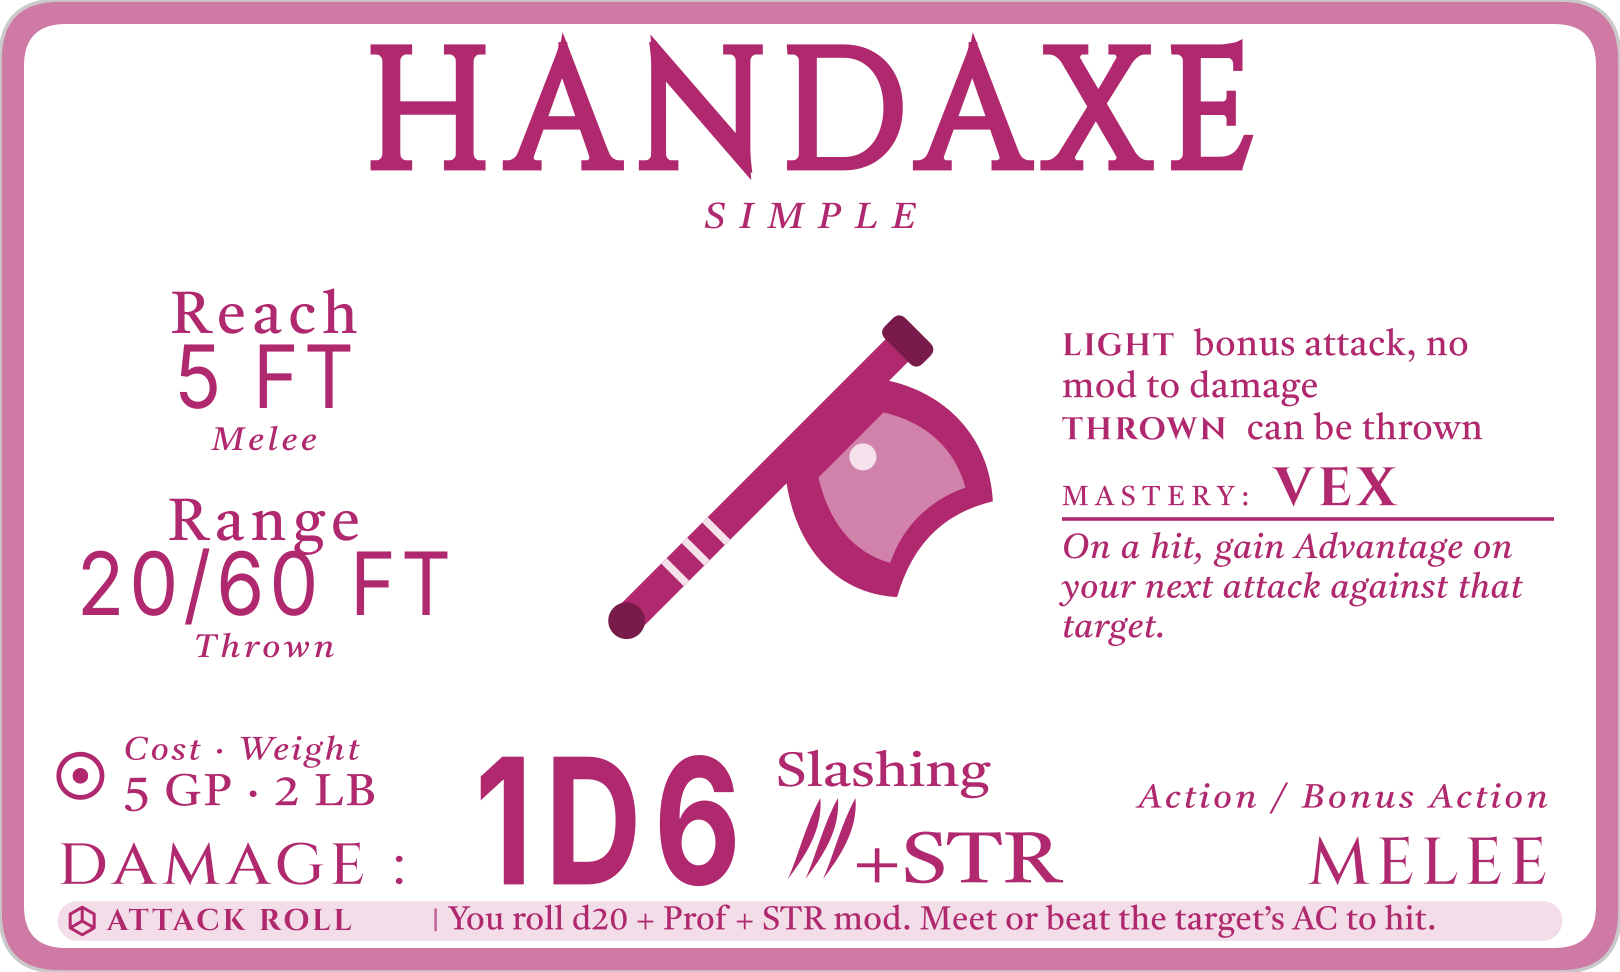 HANDAXE
SIMPLE
Reach
5 FT
Melee
Range
20/60 FT
Thrown
LIGHT bonus attack, no
mod to damage
THROWN can be thrown
MASTERY: VEX
On a hit, gain Advantage on
your next attack against that
target.
Cost · Weight
5 GP · 2 LB
DAMAGE :
1D6
Slashing
+STR
Action / Bonus Action
MELEE
ATTACK ROLL | You roll d20 + Prof + STR mod. Meet or beat the target’s AC to hit.